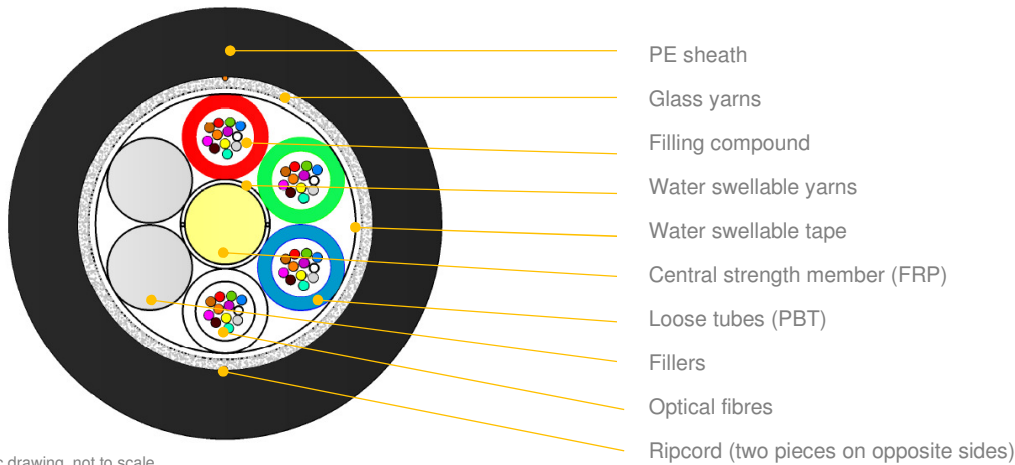 PE sheath
Glass yarns
Filling compound
Water swellable yarns
Water swellable tape
Central strength member (FRP)
Loose tubes (PBT)
Fillers
Optical fibres
Ripcord (two pieces on opposite sides)
drawing, not to scale